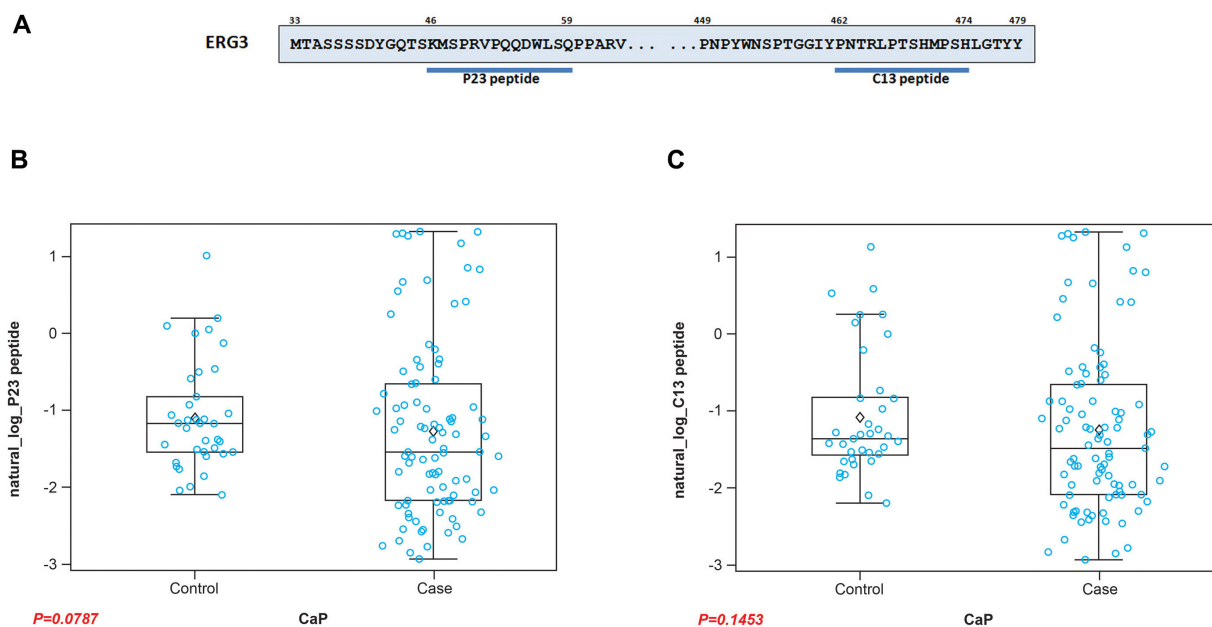 A
33 46 59 449 462 474 479
ERG3 MTASSSSDYGQTSKMSPRVPQQDWLSQPPARV... ...PNPYWNSPTGGIYPNTRLPTSHMPSHLGTYY
P23 peptide C13 peptide
B
natural_log_P23 peptide
1
0
-1
-2
-3
Control Case
P=0.0787 CaP
C
natural_log_C13 peptide
1
0
-1
-2
-3
Control Case
P=0.1453 CaP